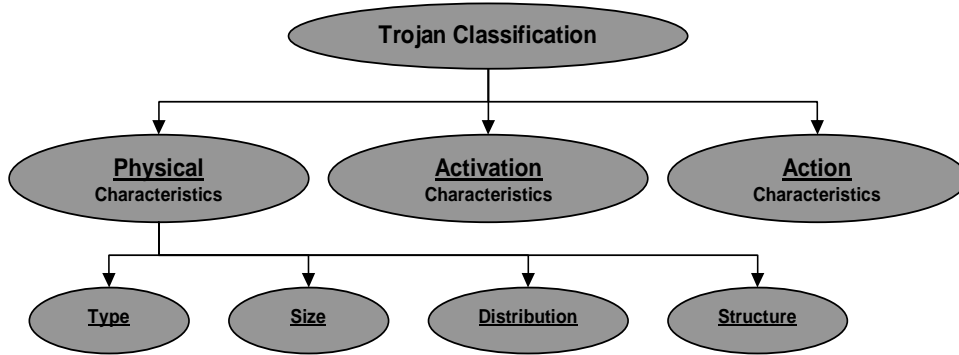 Trojan Classification
Physical
Characteristics
Activation
Characteristics
Action
Characteristics
Type
Size
Distribution
Structure